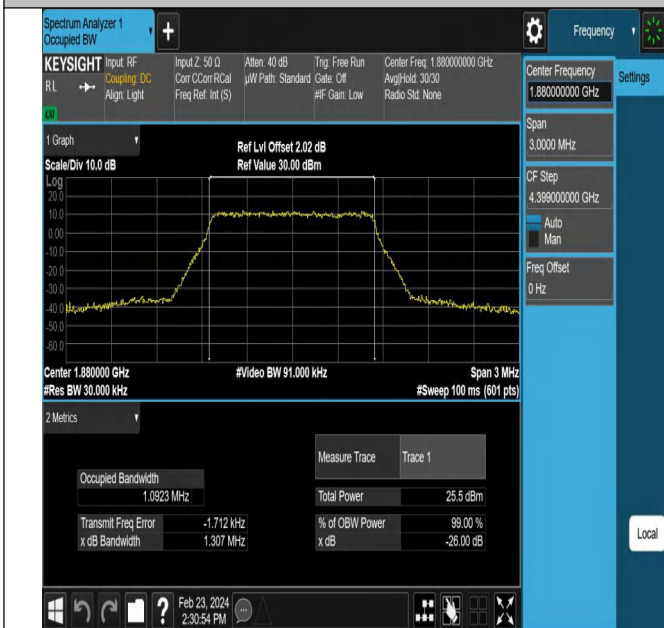 Spectrum Analyzer 1
Occupied BW
Frequency
KEYSIGHT
RL
LXI
Input: RF
Coupling: DC
Align: Light
Input Z: 50 Ω
Corr CCorr RCal
Freq Ref: Int (S)
Atten: 40 dB
µW Path: Standard
Trig: Free Run
Gate: Off
#IF Gain: Low
Center Freq: 1.880000000 GHz
Avg|Hold: 30/30
Radio Std: None
Center Frequency
1.880000000 GHz
Settings
Span
3.0000 MHz
CF Step
4.399000000 GHz
Auto
Man
Freq Offset
0 Hz
1 Graph
Scale/Div 10.0 dB
Ref Lvl Offset 2.02 dB
Ref Value 30.00 dBm
Log
20.0
10.0
0.00
-10.0
-20.0
-30.0
-40.0
-50.0
-60.0
Center 1.880000 GHz
#Video BW 91.000 kHz
Span 3 MHz
#Res BW 30.000 kHz
#Sweep 100 ms (601 pts)
2 Metrics
Measure Trace
Trace 1
Occupied Bandwidth
1.0923 MHz
Total Power
25.5 dBm
Transmit Freq Error
-1.712 kHz
% of OBW Power
99.00 %
x dB Bandwidth
1.307 MHz
x dB
-26.00 dB
Local
?
Feb 23, 2024
2:30:54 PM